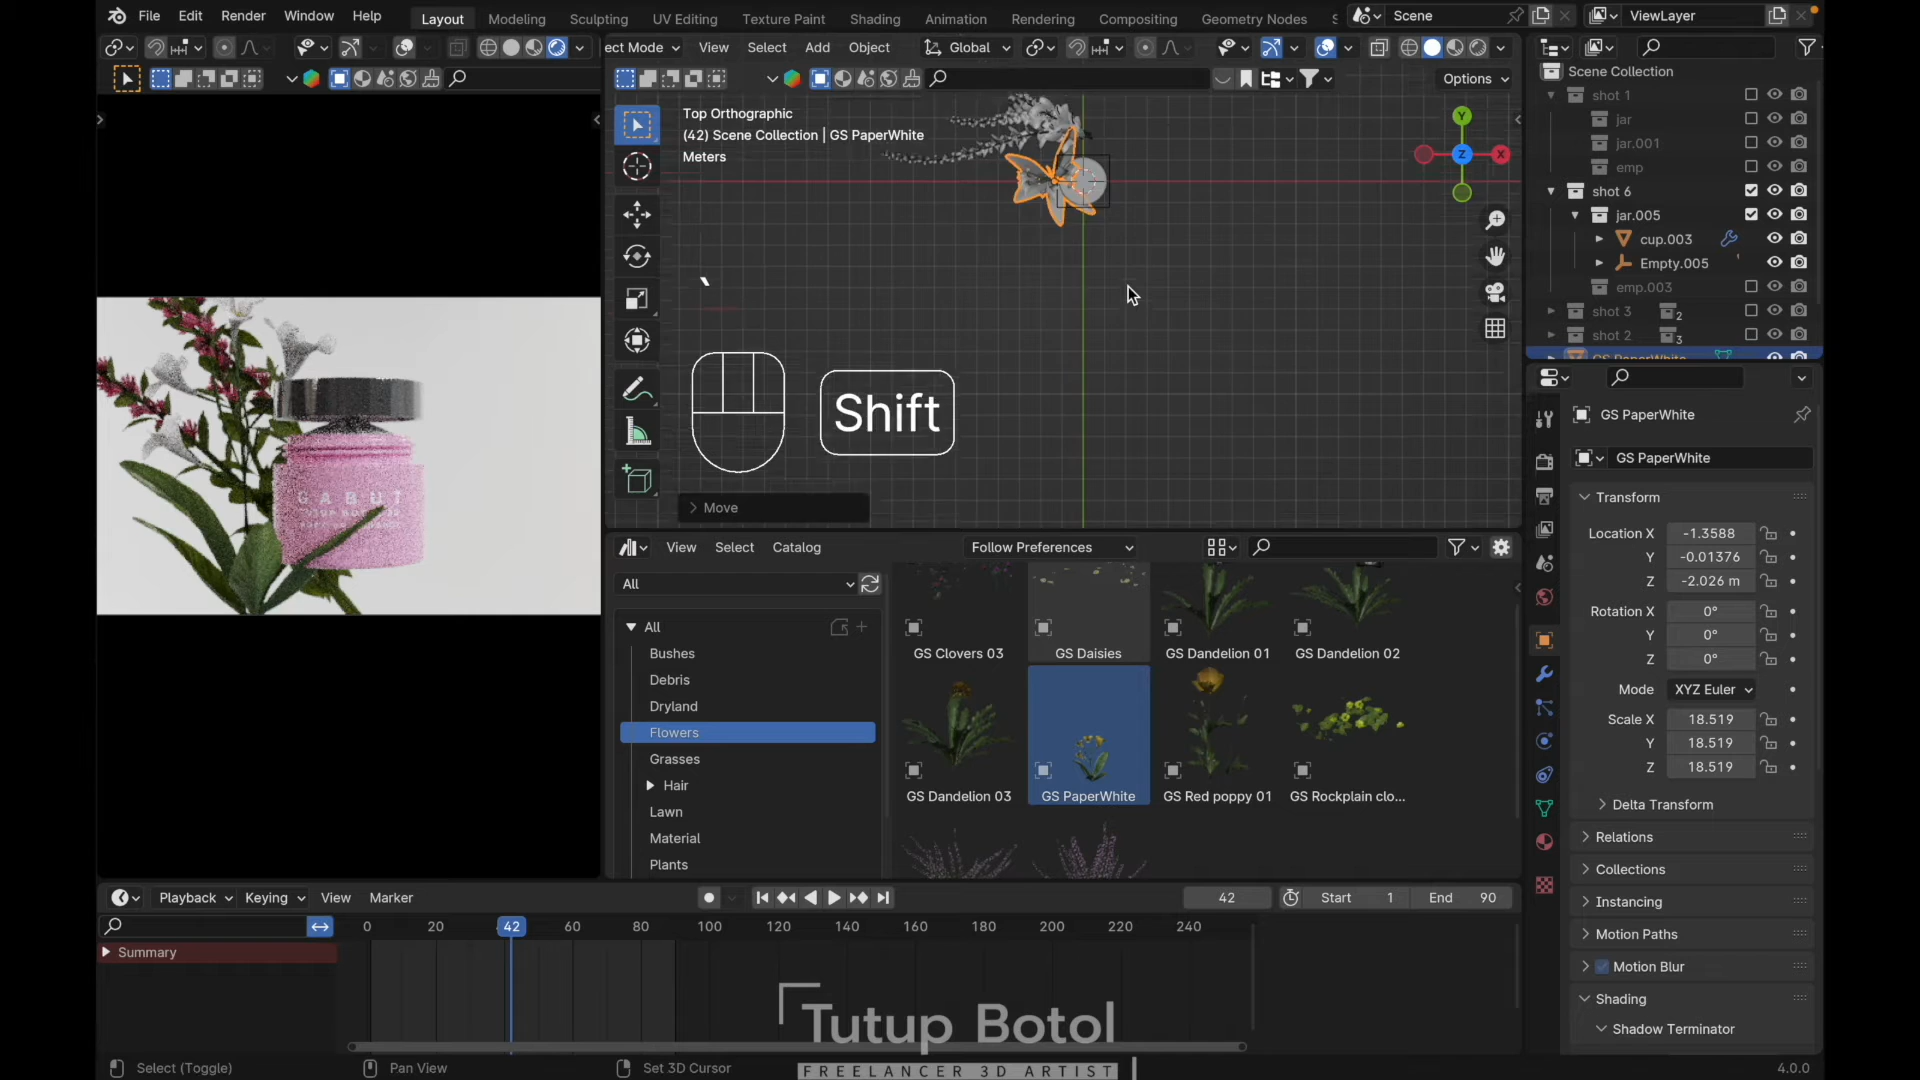 File Edit Render Window Help
Layout Modeling Sculpting UV Editing Texture Paint Shading Animation Rendering Compositing Geometry Nodes S
Scene
ViewLayer
ect Mode View Select Add Object
Global
Options
Top Orthographic
(42) Scene Collection | GS PaperWhite
Meters
Y
Z
X
`
Shift
Move
GABUT
Scene Collection
shot 1
jar
jar.001
emp
shot 6
jar.005
cup.003
Empty.005
emp.003
shot 3 2
shot 2 3
GS PaperWhite
GS PaperWhite
GS PaperWhite
Transform
Location X -1.3588
Y -0.01376
Z -2.026 m
Rotation X 0°
Y 0°
Z 0°
Mode XYZ Euler
Scale X 18.519
Y 18.519
Z 18.519
Delta Transform
Relations
Collections
Instancing
Motion Paths
Motion Blur
Shading
Shadow Terminator
View Select Catalog
Follow Preferences
All
All
Bushes
Debris
Dryland
Flowers
Grasses
Hair
Lawn
Material
Plants
GS Clovers 03 GS Daisies GS Dandelion 01 GS Dandelion 02
GS Dandelion 03 GS PaperWhite GS Red poppy 01 GS Rockplain clo...
Playback Keying View Marker
42 Start 1 End 90
0 20 42 60 80 100 120 140 160 180 200 220 240
Summary
Tutup Botol
FREELANCER 3D ARTIST
Select (Toggle) Pan View Set 3D Cursor
4.0.0